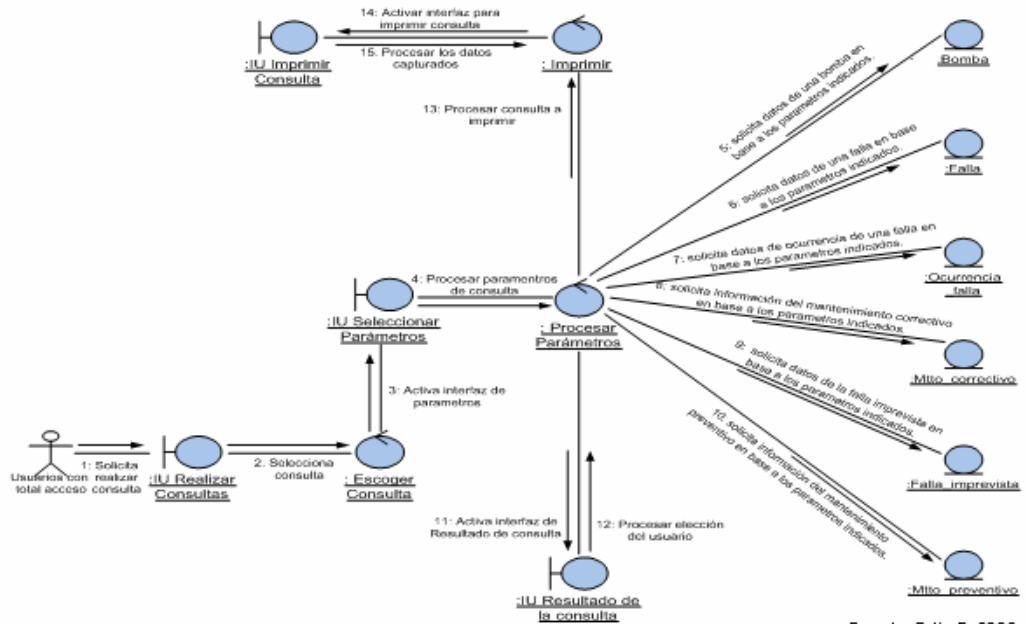 14: Activar interfaz para
imprimir consulta
15. Procesar los datos
capturados
:IU Imprimir
Consulta
: Imprimir
13: Procesar consulta a
imprimir
5: solicita datos de una bomba en
base a los parametros indicados.
:Bomba
6: solicita datos de una falla en base
a los parametros indicados.
:Falla
7: solicita datos de ocurrencia de una falla en
base a los parametros indicados.
:Ocurrencia
_falla
4: Procesar paramentros
de consulta
:IU Seleccionar
Parámetros
: Procesar
Parámetros
8: solicita información del mantenimiento correctivo
en base a los parametros indicados.
:Mtto_correctivo
9: solicita datos de la falla imprevista en
base a los parametros indicados.
:Falla_imprevista
10: solicita informacion del mantenimiento
preventivo en base a los parametros indicados.
:Mtto_preventivo
3: Activa interfaz de
parametros
1: Solicita
realizar
consulta
Usuarios con
total acceso
:IU Realizar
Consultas
2. Selecciona
consulta
: Escoger
Consulta
11: Activa interfaz de
Resultado de consulta
12: Procesar elección
del usuario
:IU Resultado de
la consulta